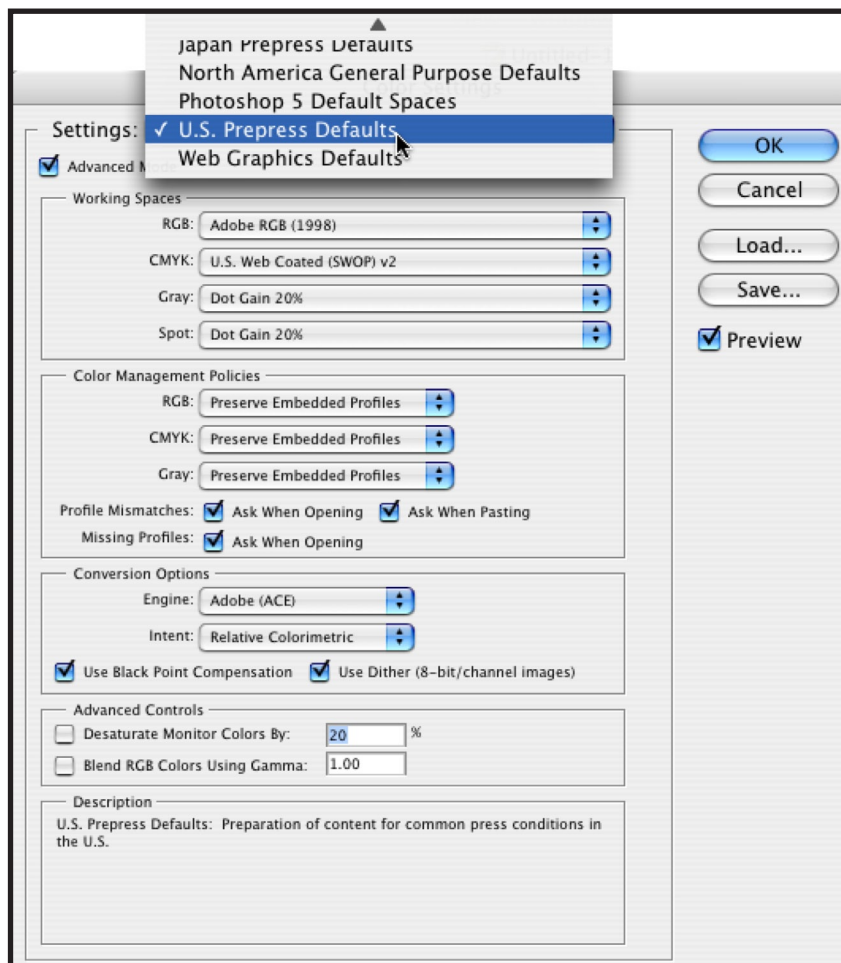 Japan Prepress Defaults
North America General Purpose Defaults
Color Settings
Photoshop 5 Default Spaces
Settings: ✓ U.S. Prepress Defaults
Web Graphics Defaults
Advanced
OK
Cancel
Load...
Save...
Preview
Working Spaces
RGB: Adobe RGB (1998)
CMYK: U.S. Web Coated (SWOP) v2
Gray: Dot Gain 20%
Spot: Dot Gain 20%
Color Management Policies
RGB: Preserve Embedded Profiles
CMYK: Preserve Embedded Profiles
Gray: Preserve Embedded Profiles
Profile Mismatches: Ask When Opening Ask When Pasting
Missing Profiles: Ask When Opening
Conversion Options
Engine: Adobe (ACE)
Intent: Relative Colorimetric
Use Black Point Compensation Use Dither (8-bit/channel images)
Advanced Controls
Desaturate Monitor Colors By: 20 %
Blend RGB Colors Using Gamma: 1.00
Description
U.S. Prepress Defaults: Preparation of content for common press conditions in
the U.S.